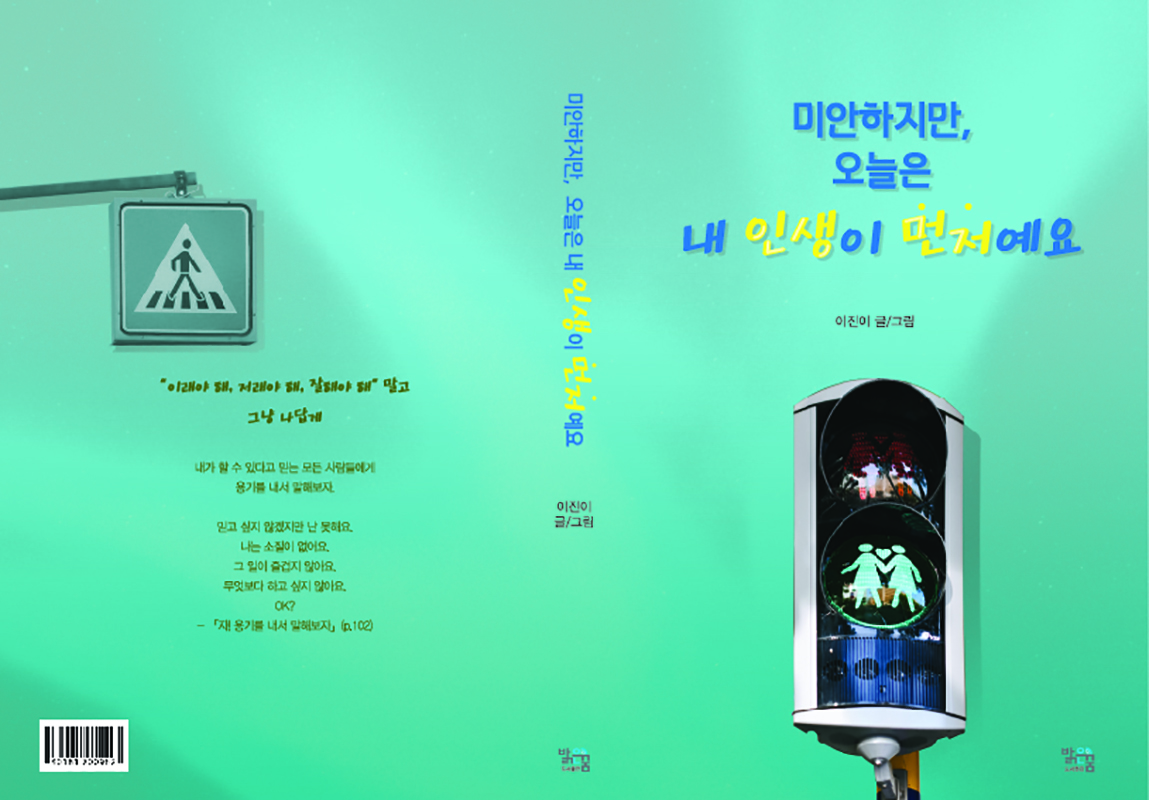 "이래야 돼, 저래야 돼, 잘돼야 돼" 말고
그냥 나답게
내가 할 수 있다고 믿는 모든 사람들에게
용기를 내서 말해보자.
믿고 싶지 않겠지만 난 못해요.
나는 소질이 없어요.
그 일이 즐겁지 않아요.
무엇보다 하고 싶지 않아요.
OK?
- 「자! 용기를 내서 말해보지」 (p.102)
미안하지만, 오늘은 내 인생이 먼저예요
이진이
글/그림
미안하지만,
오늘은
내 인생이 먼저예요
이진이 글/그림